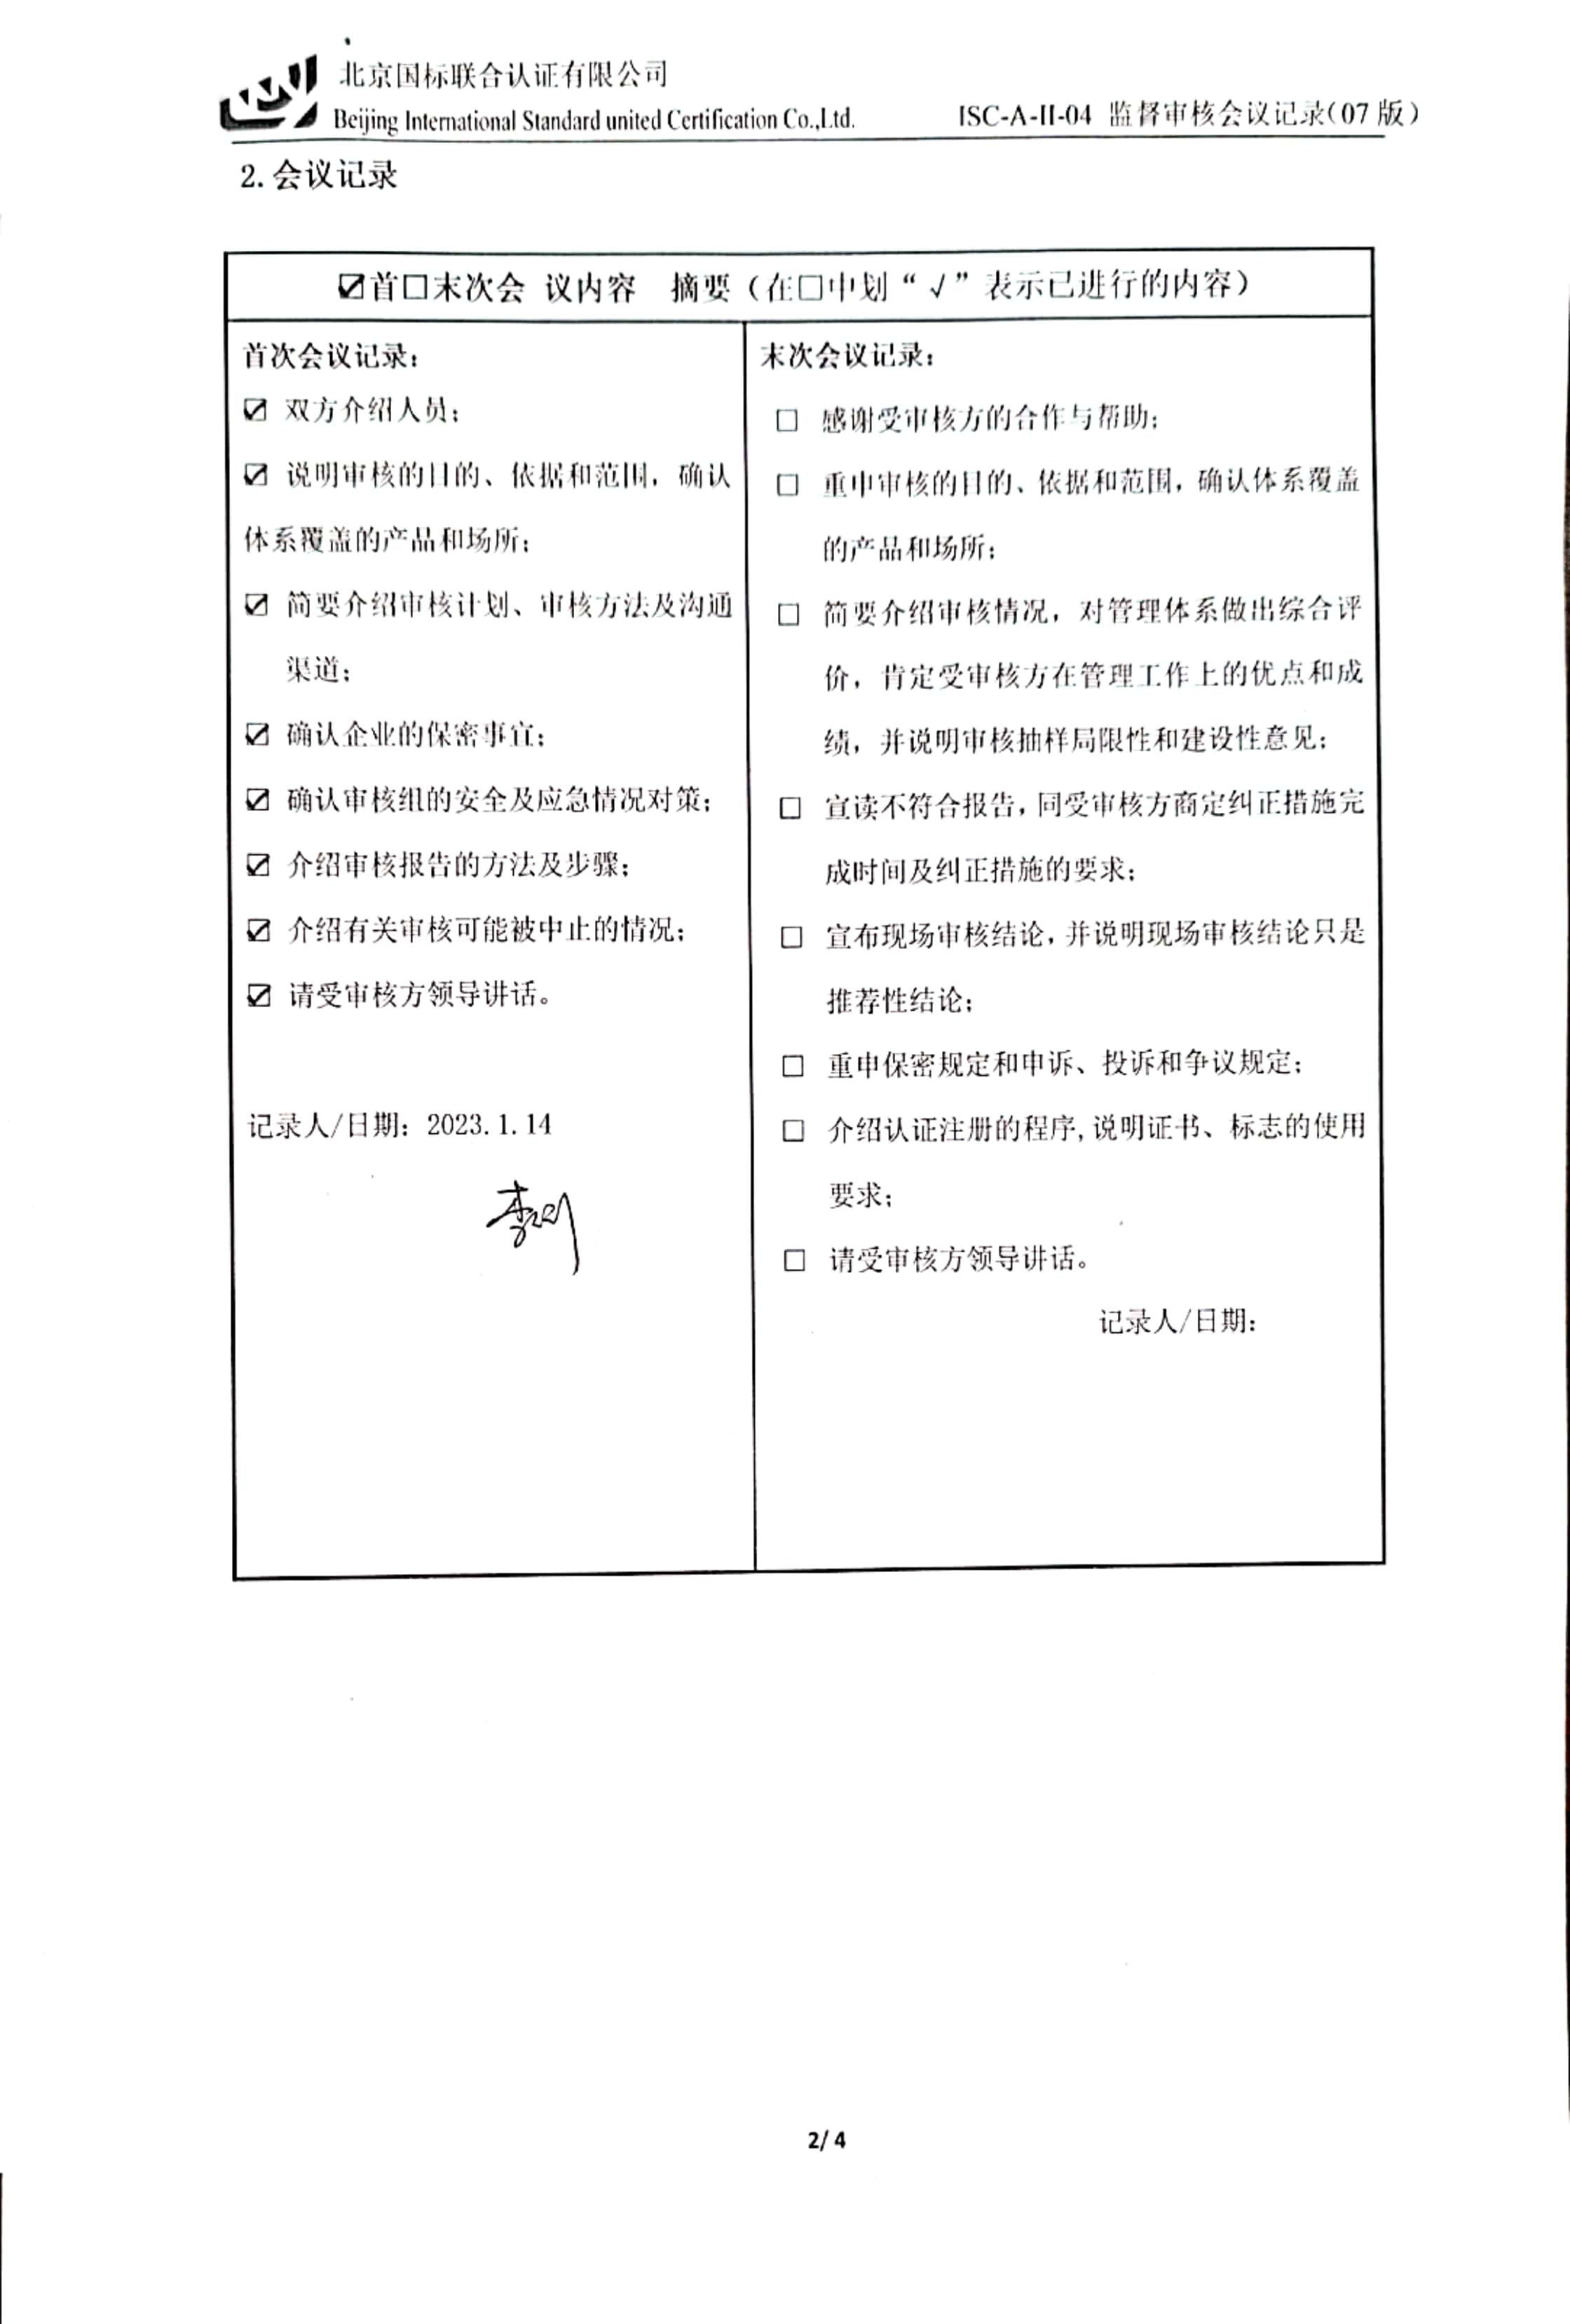 北京国标联合认证有限公司
Beijing International Standard united Certification Co.,Ltd.
ISC-A-II-04 监督审核会议记录(07 版)
2.会议记录
☑首☐末次会 议内容 摘要（在☐中划“√”表示已进行的内容）
首次会议记录：
☑ 双方介绍人员；
☑ 说明审核的目的、依据和范围，确认
体系覆盖的产品和场所；
☑ 简要介绍审核计划、审核方法及沟通
渠道；
☑ 确认企业的保密事宜；
☑ 确认审核组的安全及应急情况对策；
☑ 介绍审核报告的方法及步骤；
☑ 介绍有关审核可能被中止的情况；
☑ 请受审核方领导讲话。
记录人/日期：2023.1.14
末次会议记录：
☐ 感谢受审核方的合作与帮助；
☐ 重申审核的目的、依据和范围，确认体系覆盖
的产品和场所；
☐ 简要介绍审核情况，对管理体系做出综合评
价，肯定受审核方在管理工作上的优点和成
绩，并说明审核抽样局限性和建设性意见；
☐ 宣读不符合报告，同受审核方商定纠正措施完
成时间及纠正措施的要求；
☐ 宣布现场审核结论，并说明现场审核结论只是
推荐性结论；
☐ 重申保密规定和申诉、投诉和争议规定；
☐ 介绍认证注册的程序,说明证书、标志的使用
要求；
☐ 请受审核方领导讲话。
记录人/日期：
2/ 4